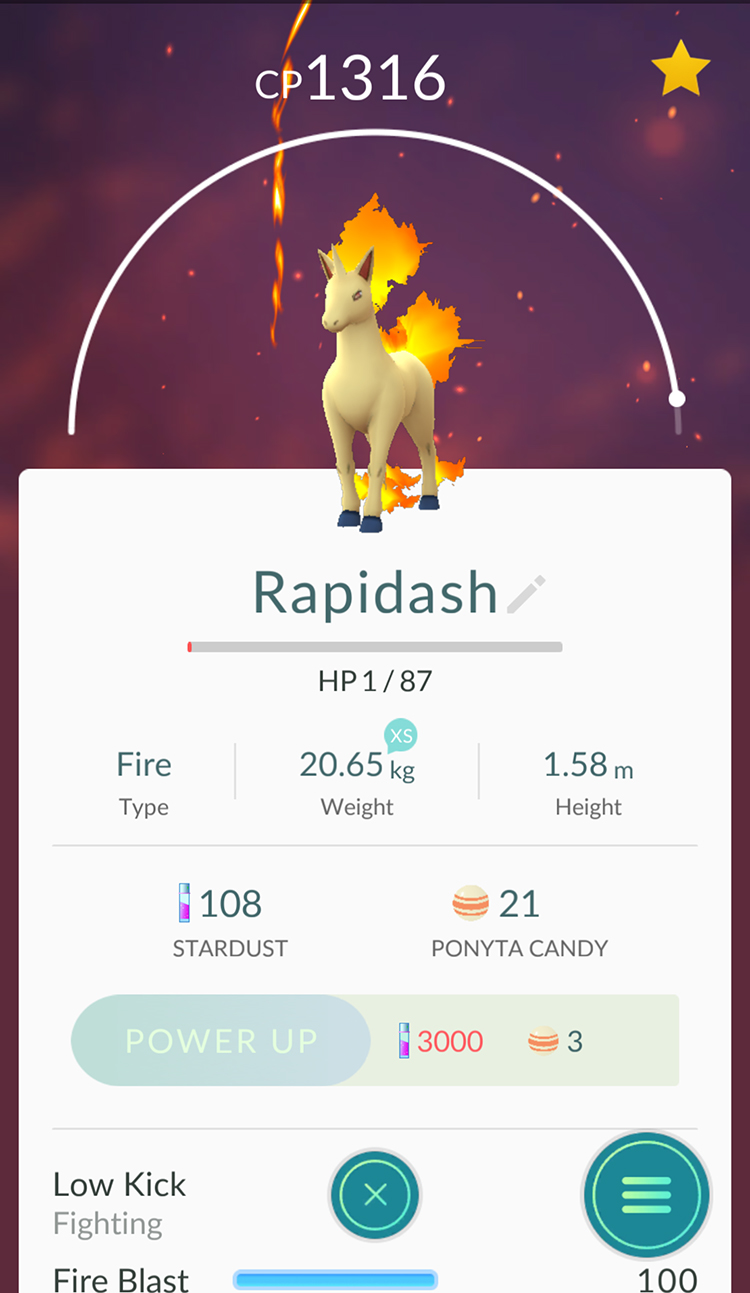 CP1316
Rapidash
HP 1 / 87
XS
Fire 20.65 kg 1.58 m
Type Weight Height
108 21
STARDUST PONYTA CANDY
POWER UP 3000 3
Low Kick
Fighting
Fire Blast 100